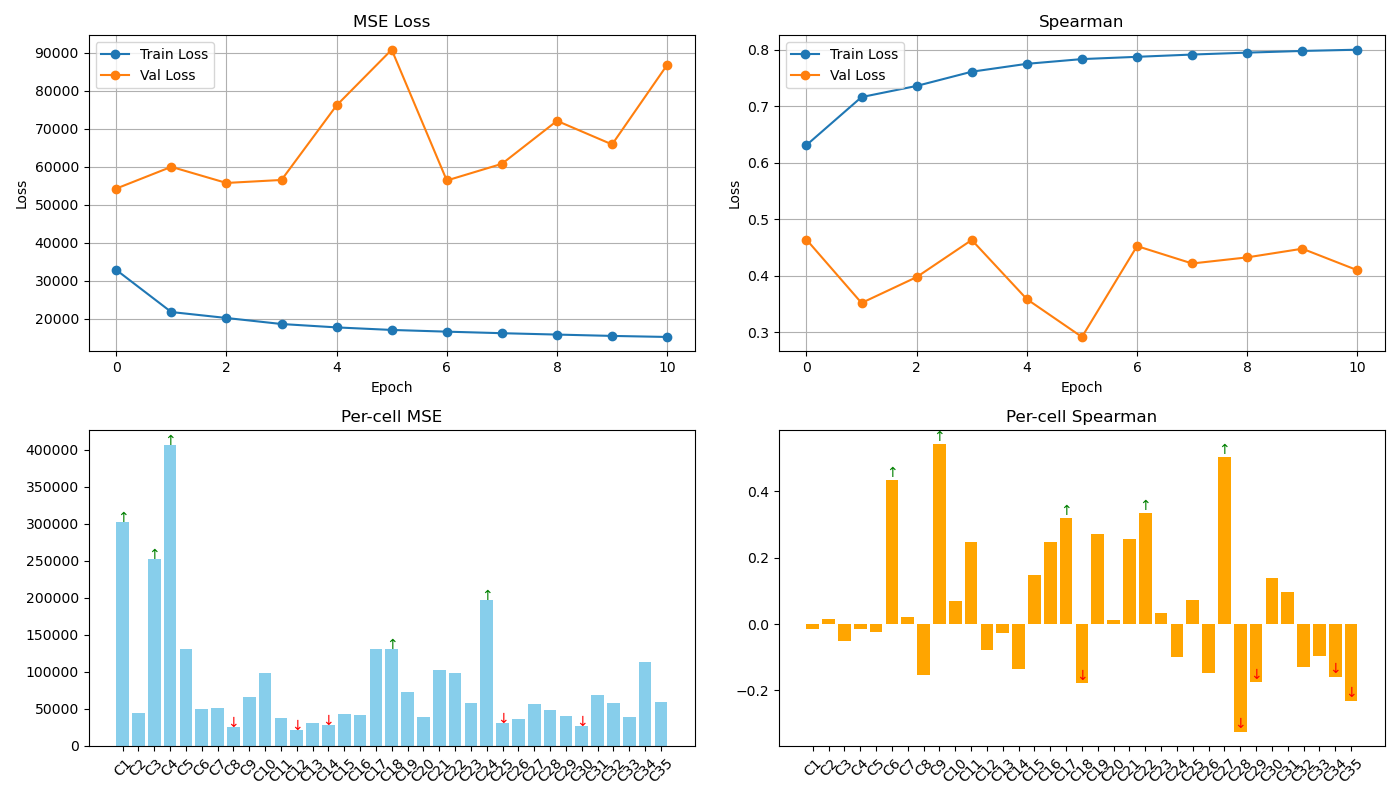 MSE Loss
Train Loss
Val Loss
90000
80000
70000
60000
50000
40000
30000
20000
Loss
0 2 4 6 8 10
Epoch
Spearman
Train Loss
Val Loss
0.8
0.7
0.6
0.5
0.4
0.3
Loss
0 2 4 6 8 10
Epoch
Per-cell MSE
400000
350000
300000
250000
200000
150000
100000
50000
0
↑ ↑ ↑ ↓ ↓ ↓ ↑ ↑ ↓ ↓
C1 C2 C3 C4 C5 C6 C7 C8 C9 C10 C11 C12 C13 C14 C15 C16 C17 C18 C19 C20 C21 C22 C23 C24 C25 C26 C27 C28 C29 C30 C31 C32 C33 C34 C35
Per-cell Spearman
0.4
0.2
0.0
−0.2
↑ ↑ ↑ ↓ ↑ ↑ ↓ ↓ ↓ ↓
C1 C2 C3 C4 C5 C6 C7 C8 C9 C10 C11 C12 C13 C14 C15 C16 C17 C18 C19 C20 C21 C22 C23 C24 C25 C26 C27 C28 C29 C30 C31 C32 C33 C34 C35